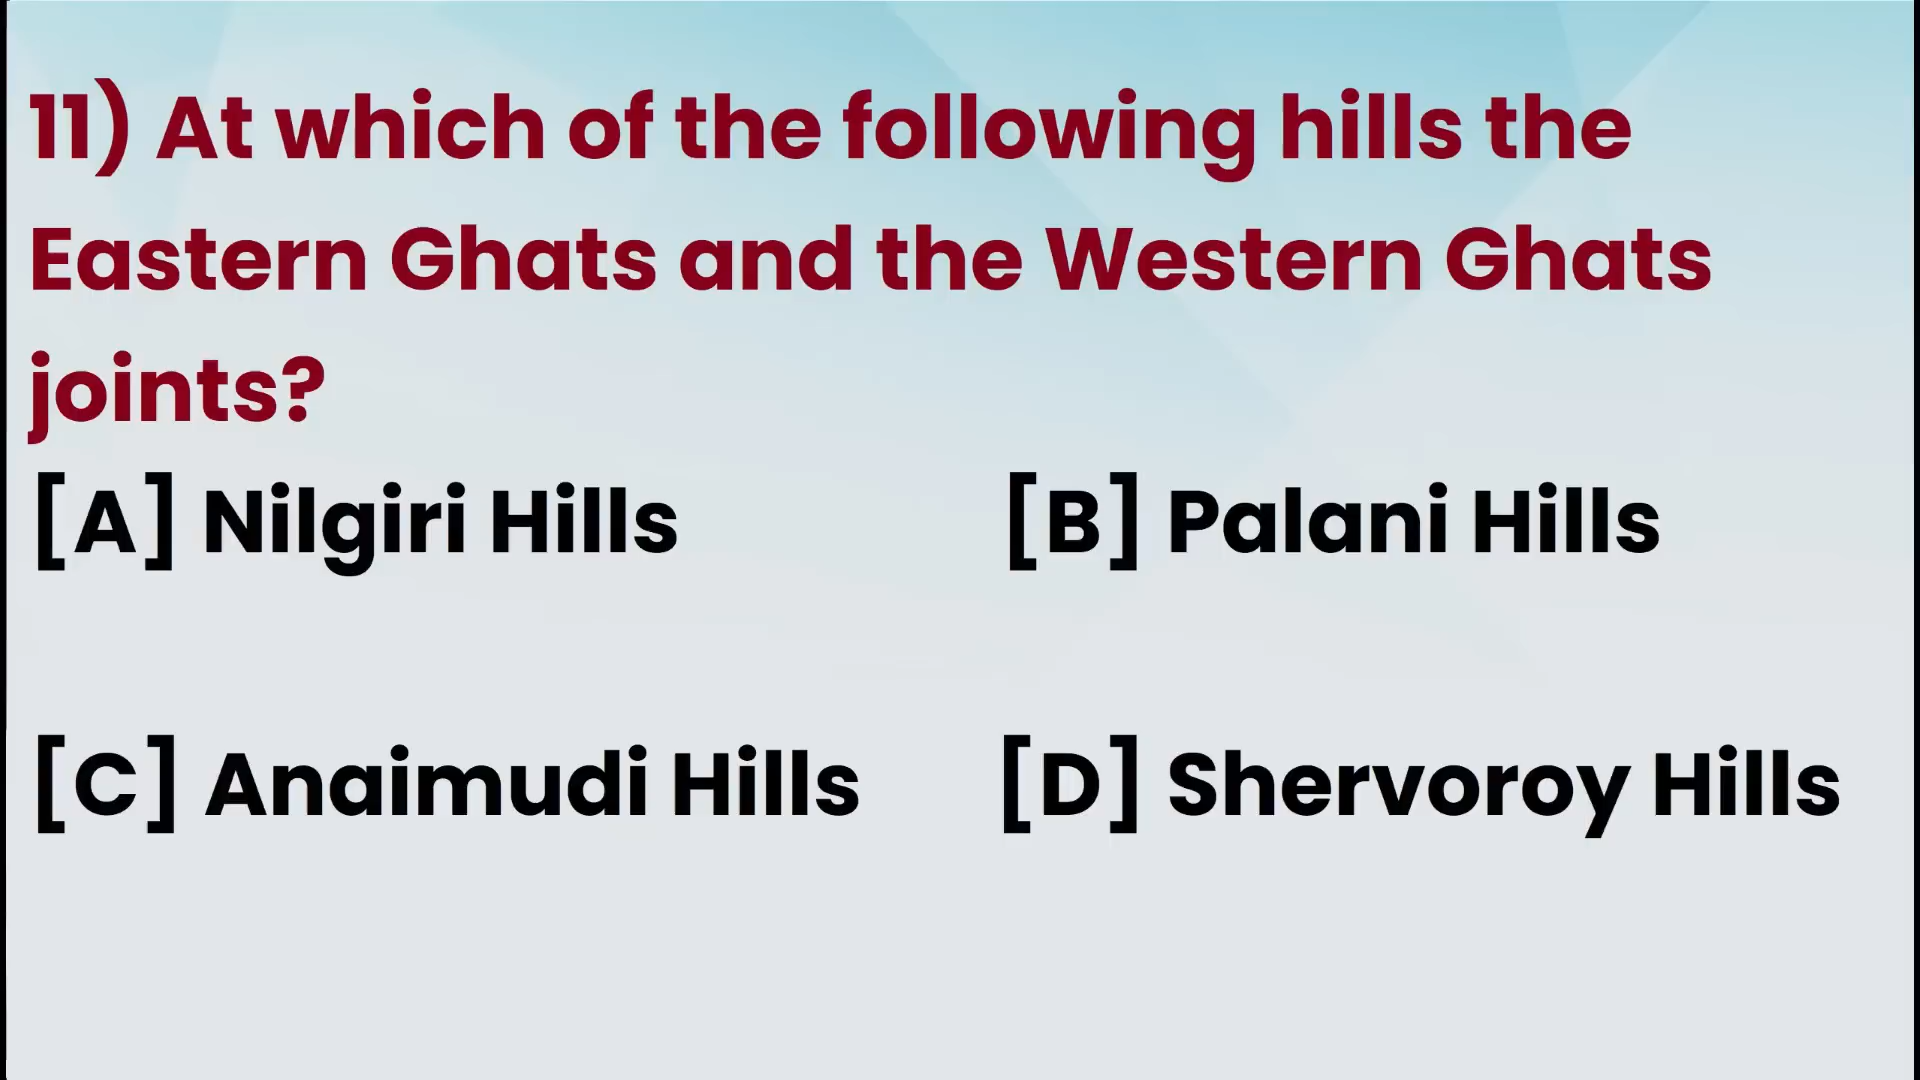 11) At which of the following hills the
Eastern Ghats and the Western Ghats
joints?
[A] Nilgiri Hills [B] Palani Hills
[C] Anaimudi Hills [D] Shervoroy Hills